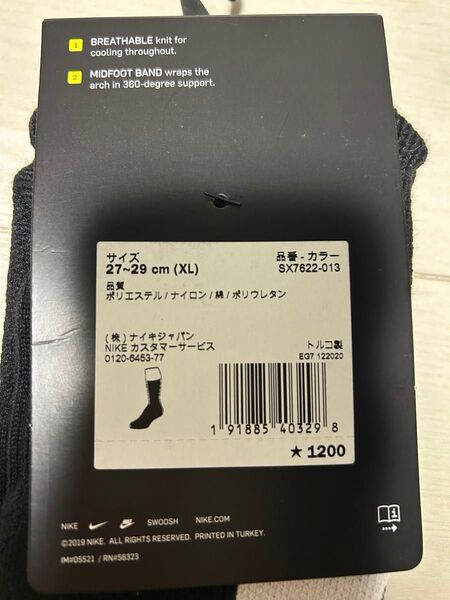 1 BREATHABLE knit for
cooling throughout.
2 MIDFOOT BAND wraps the
arch in 360-degree support.
サイズ
27~29 cm (XL)
品番 - カラー
SX7622-013
品質
ポリエステル / ナイロン / 綿 / ポリウレタン
(株) ナイキジャパン
NIKE カスタマーサービス
0120-6453-77
トルコ製
EG7 122020
1 91885 40329 8
★ 1200
NIKE SWOOSH NIKE.COM
©2019 NIKE. ALL RIGHTS RESERVED. PRINTED IN TURKEY.
IM#05521 / RN#56323